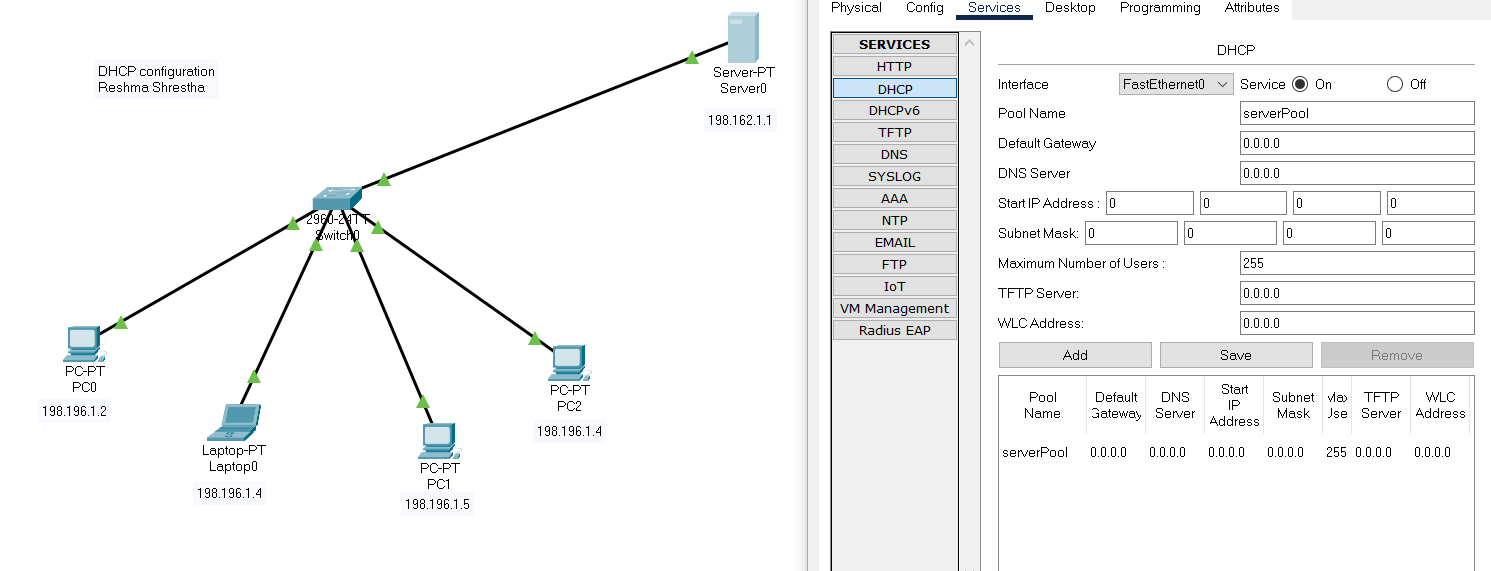 DHCP configuration
Reshma Shrestha
Server-PT
Server0
198.162.1.1
2960-24TT
Switch0
PC-PT
PC0
198.196.1.2
Laptop-PT
Laptop0
198.196.1.4
PC-PT
PC1
198.196.1.5
PC-PT
PC2
198.196.1.4
Physical Config Services Desktop Programming Attributes
SERVICES
HTTP
DHCP
DHCPv6
TFTP
DNS
SYSLOG
AAA
NTP
EMAIL
FTP
IoT
VM Management
Radius EAP
DHCP
Interface FastEthernet0 Service On Off
Pool Name serverPool
Default Gateway 0.0.0.0
DNS Server 0.0.0.0
Start IP Address : 0 0 0 0
Subnet Mask: 0 0 0 0
Maximum Number of Users : 255
TFTP Server: 0.0.0.0
WLC Address: 0.0.0.0
Add Save Remove
Pool Name Default Gateway DNS Server Start IP Address Subnet Mask Max Use TFTP Server WLC Address
serverPool 0.0.0.0 0.0.0.0 0.0.0.0 0.0.0.0 255 0.0.0.0 0.0.0.0